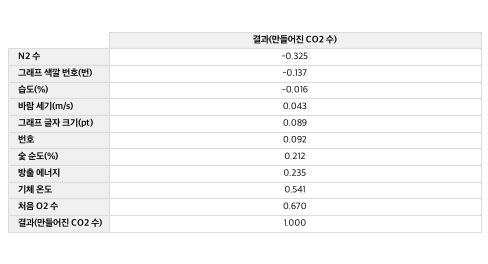 결과(만들어진 CO2 수)
N2 수 -0.325
그래프 색깔 번호(번) -0.137
습도(%) -0.016
바람 세기(m/s) 0.043
그래프 글자 크기(pt) 0.089
번호 0.092
숯 순도(%) 0.212
방출 에너지 0.235
기체 온도 0.541
처음 O2 수 0.670
결과(만들어진 CO2 수) 1.000